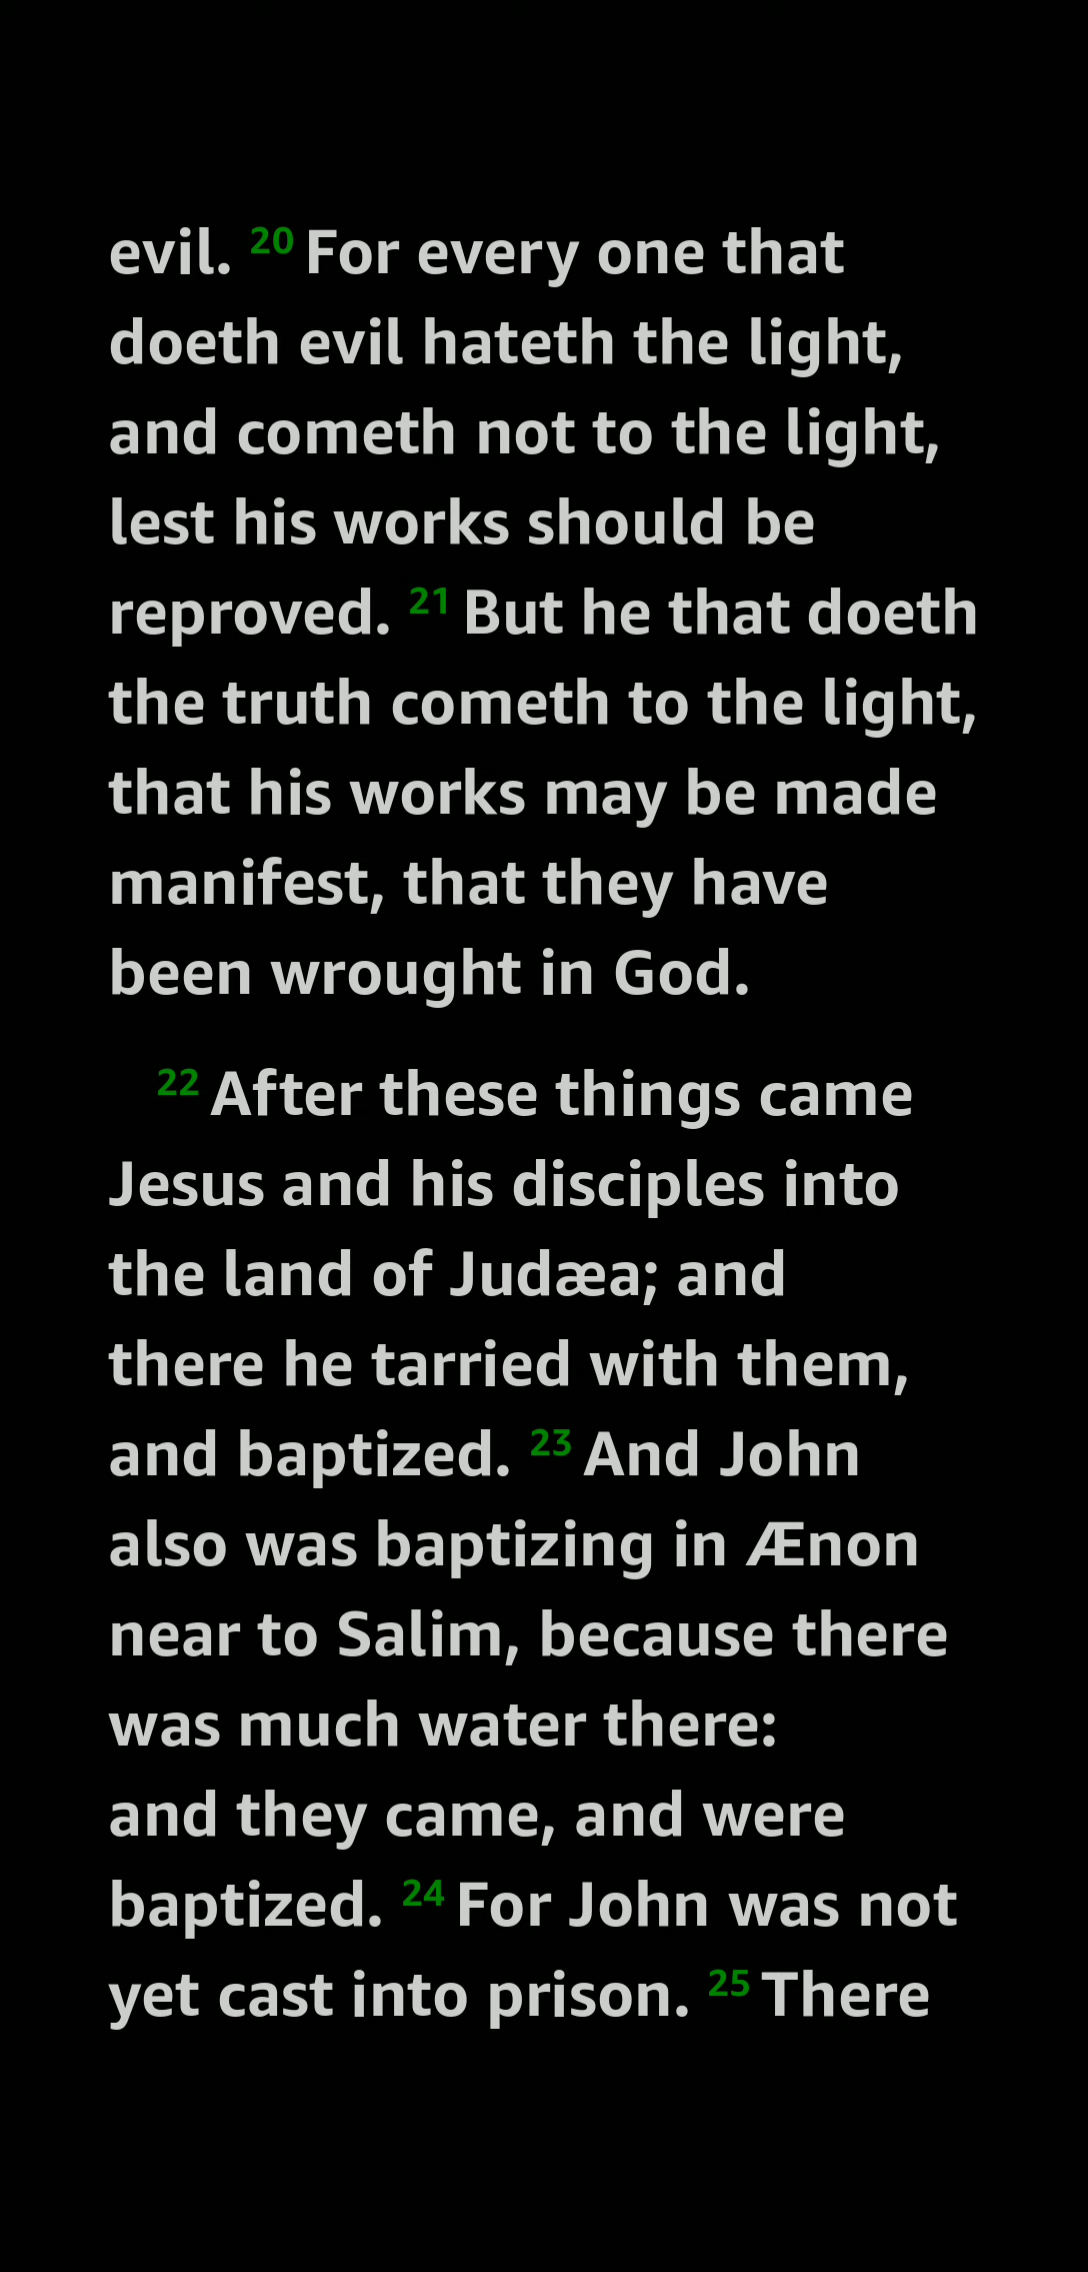 evil. 20 For every one that
doeth evil hateth the light,
and cometh not to the light,
lest his works should be
reproved. 21 But he that doeth
the truth cometh to the light,
that his works may be made
manifest, that they have
been wrought in God.
22 After these things came
Jesus and his disciples into
the land of Judæa; and
there he tarried with them,
and baptized. 23 And John
also was baptizing in Ænon
near to Salim, because there
was much water there:
and they came, and were
baptized. 24 For John was not
yet cast into prison. 25 There